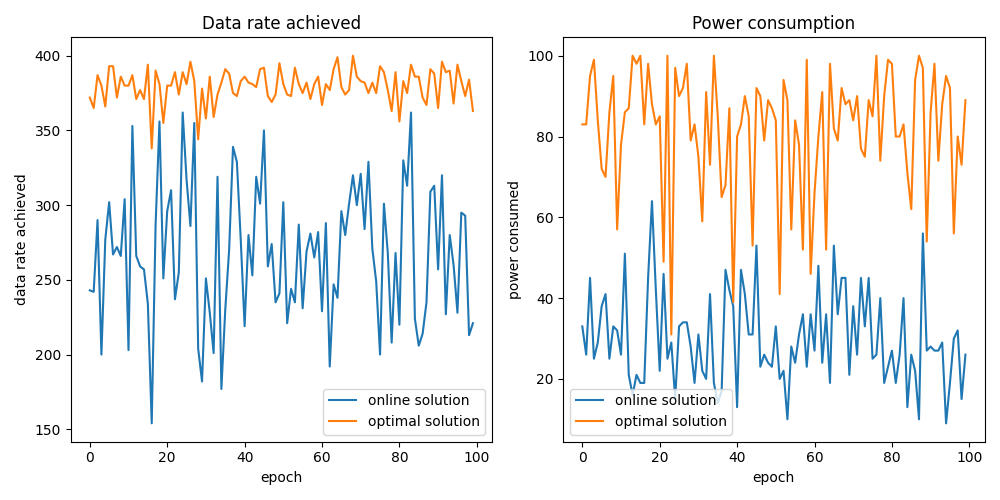 Data rate achieved
data rate achieved
400
350
300
250
200
150
0
20
40
60
80
100
epoch
online solution
optimal solution
Power consumption
power consumed
100
80
60
40
20
0
20
40
60
80
100
epoch
online solution
optimal solution